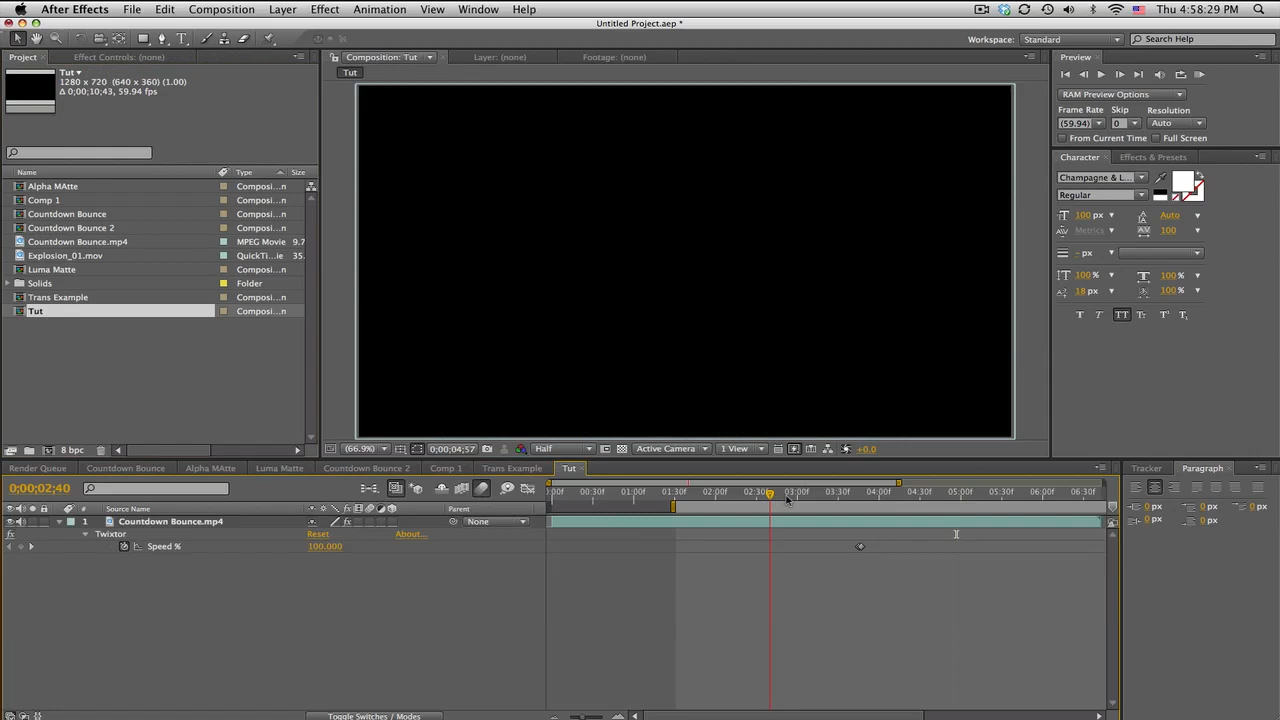 After Effects File Edit Composition Layer Effect Animation View Window Help Thu 4:58:29 PM
Untitled Project.aep *
T Workspace: Standard Search Help
Project Effect Controls: (none) Composition: Tut Layer: (none) Footage: (none) Preview
Tut
1280 x 720 (640 x 360) (1.00)
Δ 0;00;10;43, 59.94 fps
Tut
RAM Preview Options
Frame Rate Skip Resolution
(59.94) 0 Auto
From Current Time Full Screen
Name Type Size
Character Effects & Presets
Alpha MAtte Composi...n
Comp 1 Composi...n
Countdown Bounce Composi...n
Countdown Bounce 2 Composi...n
Countdown Bounce.mp4 MPEG Movie 9.7
Explosion_01.mov QuickTi...ie 35.
Luma Matte Composi...n
Solids Folder
Trans Example Composi...n
Tut Composi...n
Champagne & L...
Regular
100 px Auto
Metrics 100
- px
100 % 100 %
18 px 100 %
T T TT Tr T¹ T₁
8 bpc (66.9%) 0;00;04;57 Half Active Camera 1 View +0.0
Render Queue Countdown Bounce Alpha MAtte Luma Matte Countdown Bounce 2 Comp 1 Trans Example Tut Tracker Paragraph
0;00;02;40
:00f 00:30f 01:00f 01:30f 02:00f 02:30f 03:00f 03:30f 04:00f 04:30f 05:00f 05:30f 06:00f 06:30f
# Source Name Parent
0 px 0 px 0 px
0 px 0 px
1 Countdown Bounce.mp4 None
Twixtor Reset About...
Speed % 100.000
Toggle Switches / Modes